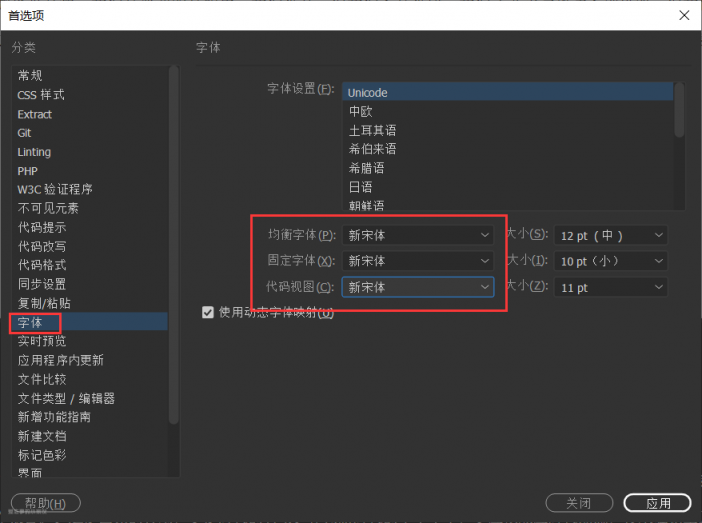 首选项
分类
字体
常规
CSS 样式
Extract
Git
Linting
PHP
W3C 验证程序
不可见元素
代码提示
代码改写
代码格式
同步设置
复制/粘贴
字体
实时预览
应用程序内更新
文件比较
文件类型 / 编辑器
新增功能指南
新建文档
标记色彩
界面
字体设置(F):
Unicode
中欧
土耳其语
希伯来语
希腊语
日语
朝鲜语
均衡字体(P): 新宋体 大小(S): 12 pt（中）
固定字体(X): 新宋体 大小(I): 10 pt（小）
代码视图(C): 新宋体 大小(Z): 11 pt
使用动态字体映射(U)
帮助(H) 关闭 应用